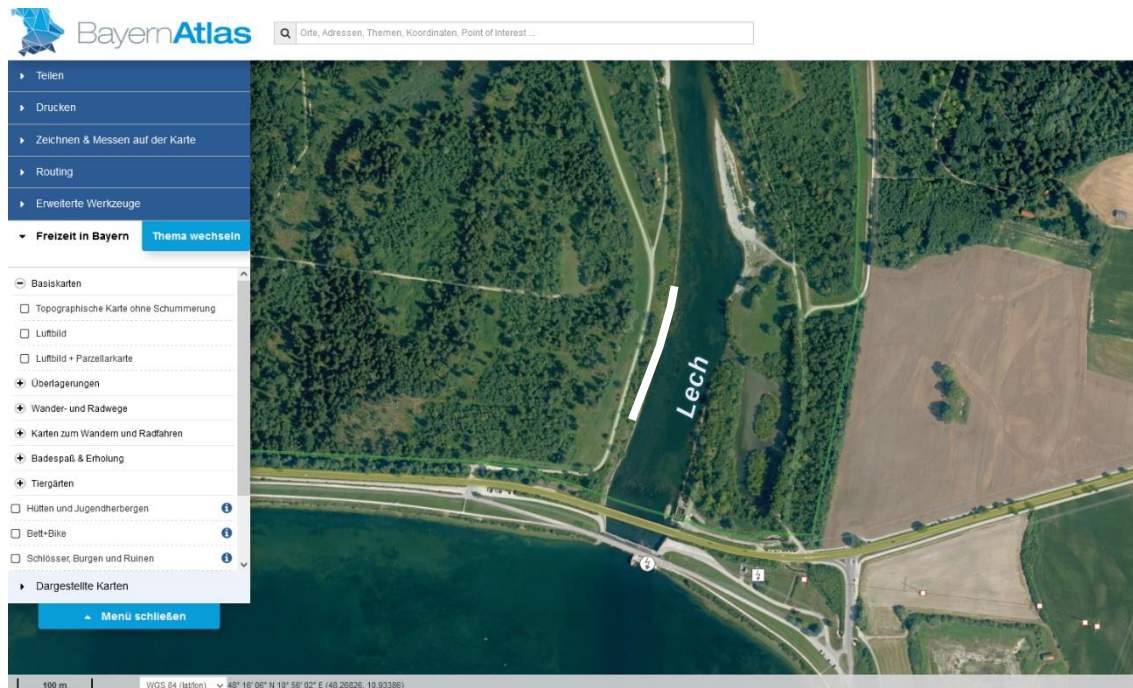 BayernAtlas
Orte, Adressen, Themen, Koordinaten, Point of Interest ...
Teilen
Drucken
Zeichnen & Messen auf der Karte
Routing
Erweiterte Werkzeuge
Freizeit in Bayern
Thema wechseln
Basiskarten
Topographische Karte ohne Schummerung
Luftbild
Luftbild + Parzellarkarte
Überlagerungen
Wander- und Radwege
Karten zum Wandern und Radfahren
Badespaß & Erholung
Tiergärten
Hütten und Jugendherbergen
Bett+Bike
Schlösser, Burgen und Ruinen
Dargestellte Karten
Menü schließen
Lech
100 m
WGS 84 (lat/lon)
48° 16' 06" N 10° 56' 02" E (48.26826, 10.93386)